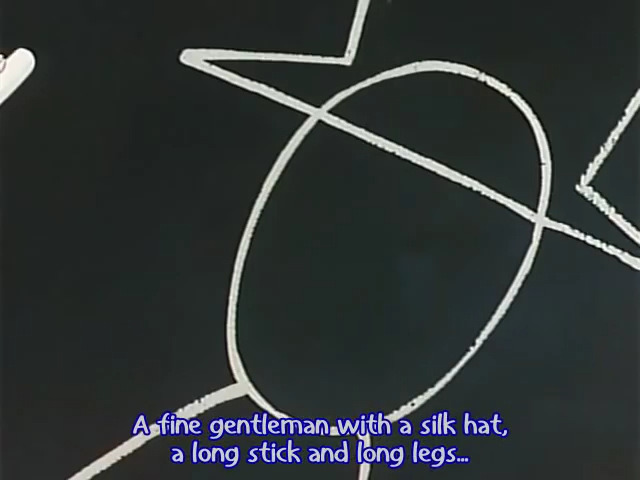 A fine gentleman with a silk hat,
a long stick and long legs...